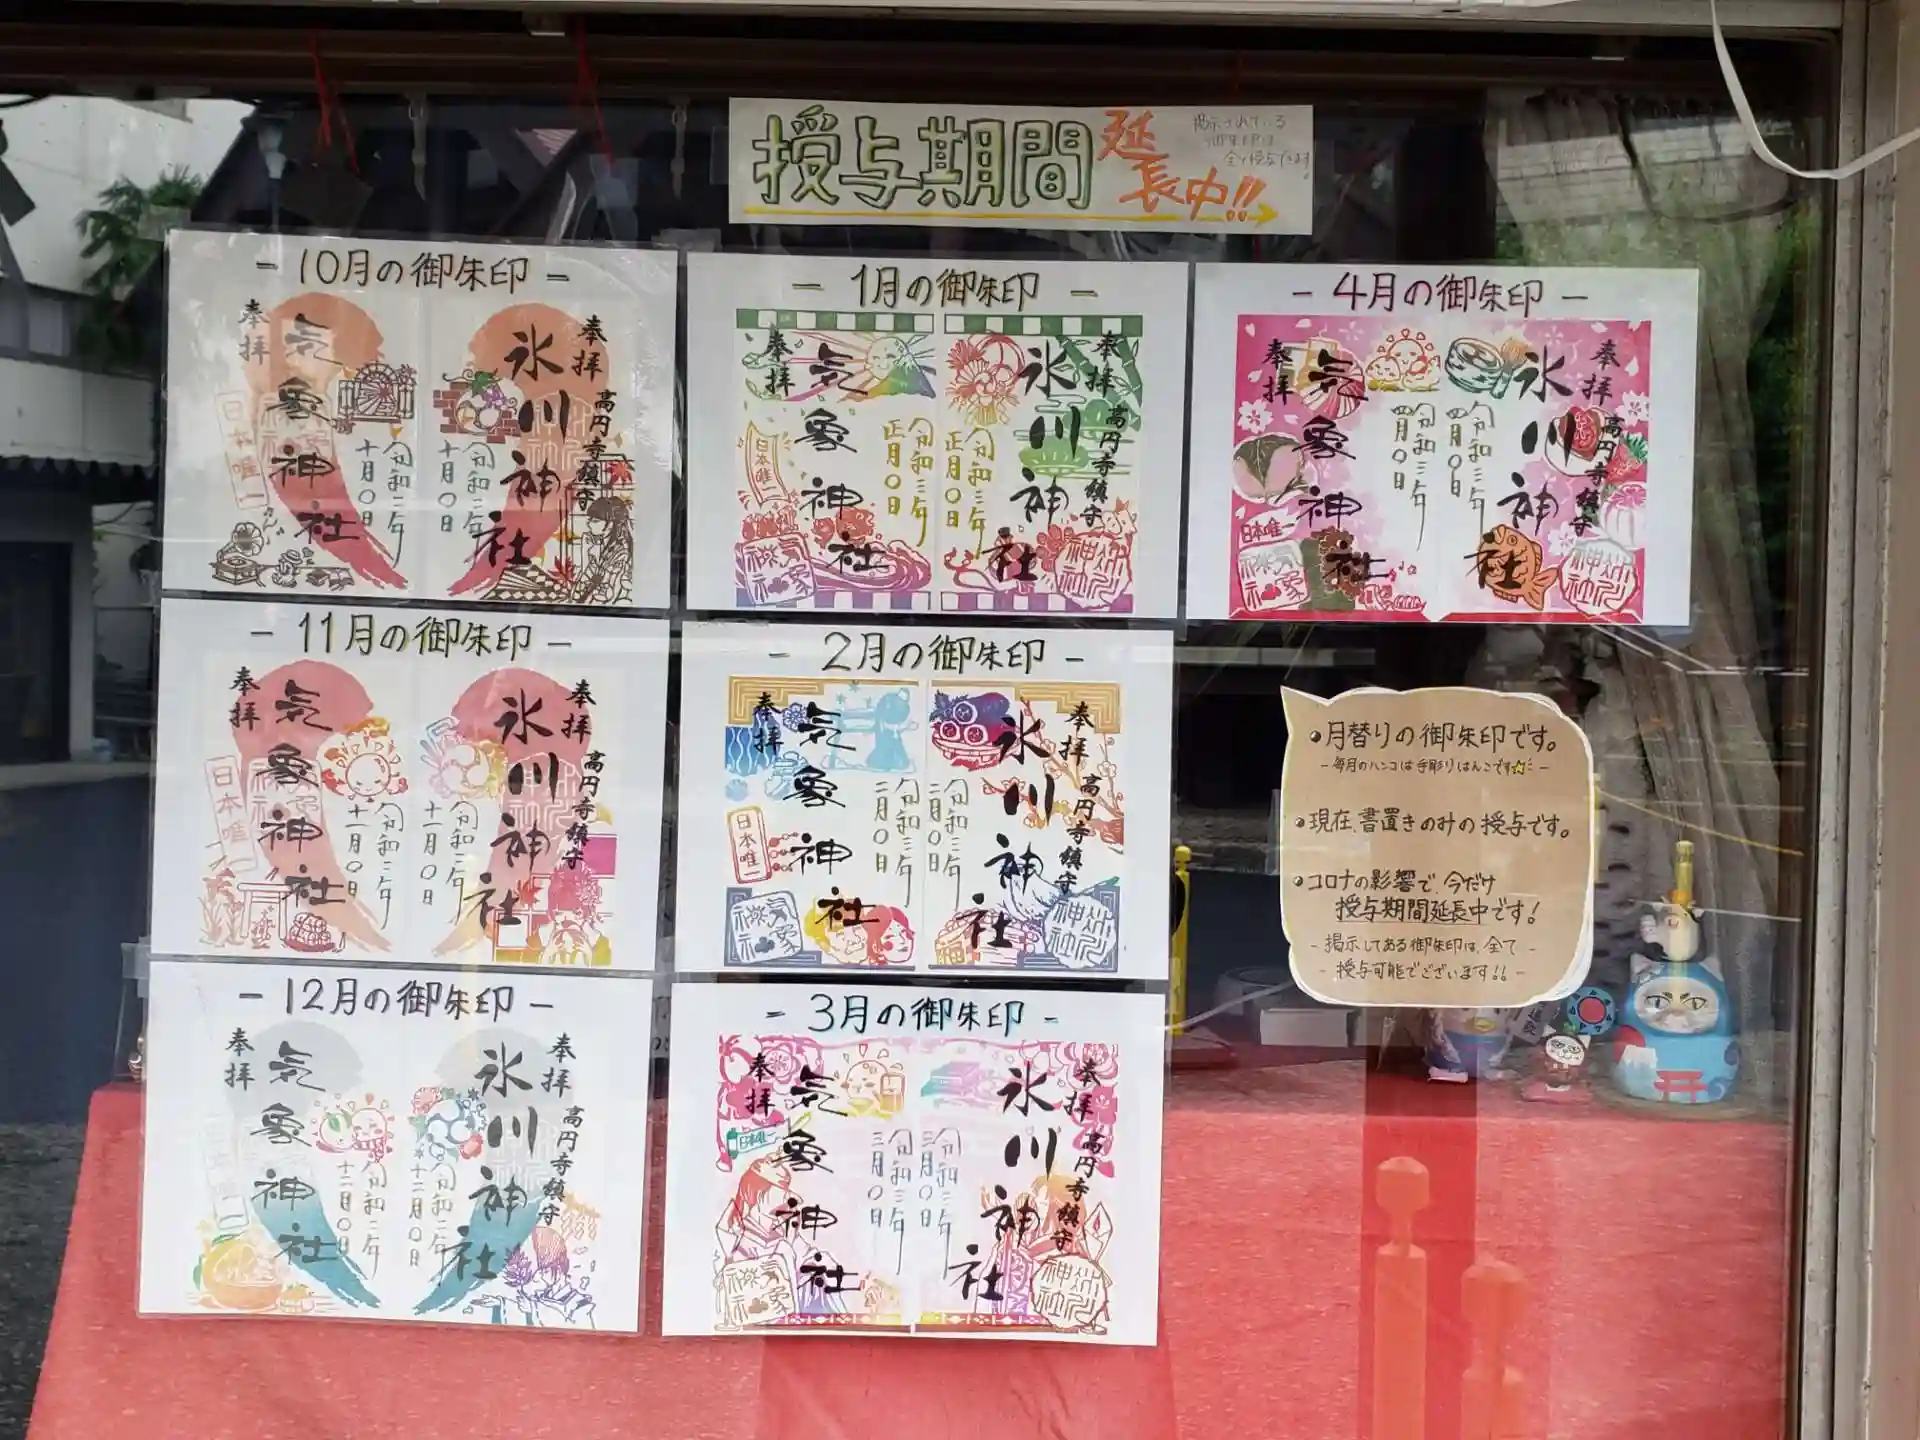 授与期間延長中!!
掲示されている
御朱印は
全て授与できます!
-10月の御朱印-
奉拝
気象神社
日本唯一
令和二年
十月〇日
奉拝
氷川神社
高円寺鎮守
令和二年
十月〇日
-11月の御朱印-
奉拝
気象神社
日本唯一
令和二年
十一月〇日
奉拝
氷川神社
高円寺鎮守
令和二年
十一月〇日
-12月の御朱印-
奉拝
気象神社
日本唯一
令和二年
十二月〇日
奉拝
氷川神社
高円寺鎮守
令和二年
十二月〇日
-1月の御朱印-
奉拝
気象神社
日本唯一
令和三年
正月〇日
奉拝
氷川神社
高円寺鎮守
令和三年
正月〇日
-2月の御朱印-
奉拝
気象神社
日本唯一
令和三年
二月〇日
奉拝
氷川神社
高円寺鎮守
令和三年
二月〇日
-3月の御朱印-
奉拝
気象神社
日本唯一
令和三年
三月〇日
奉拝
氷川神社
高円寺鎮守
令和三年
三月〇日
-4月の御朱印-
奉拝
気象神社
日本唯一
令和三年
四月〇日
奉拝
氷川神社
高円寺鎮守
令和三年
四月〇日
•月替りの御朱印です。
-毎月のハンコは手彫りはんこです☆-
•現在、書置きのみの授与です。
•コロナの影響で、今だけ
授与期間延長中です!
-掲示してある御朱印は、全て-
-授与可能でございます!!-